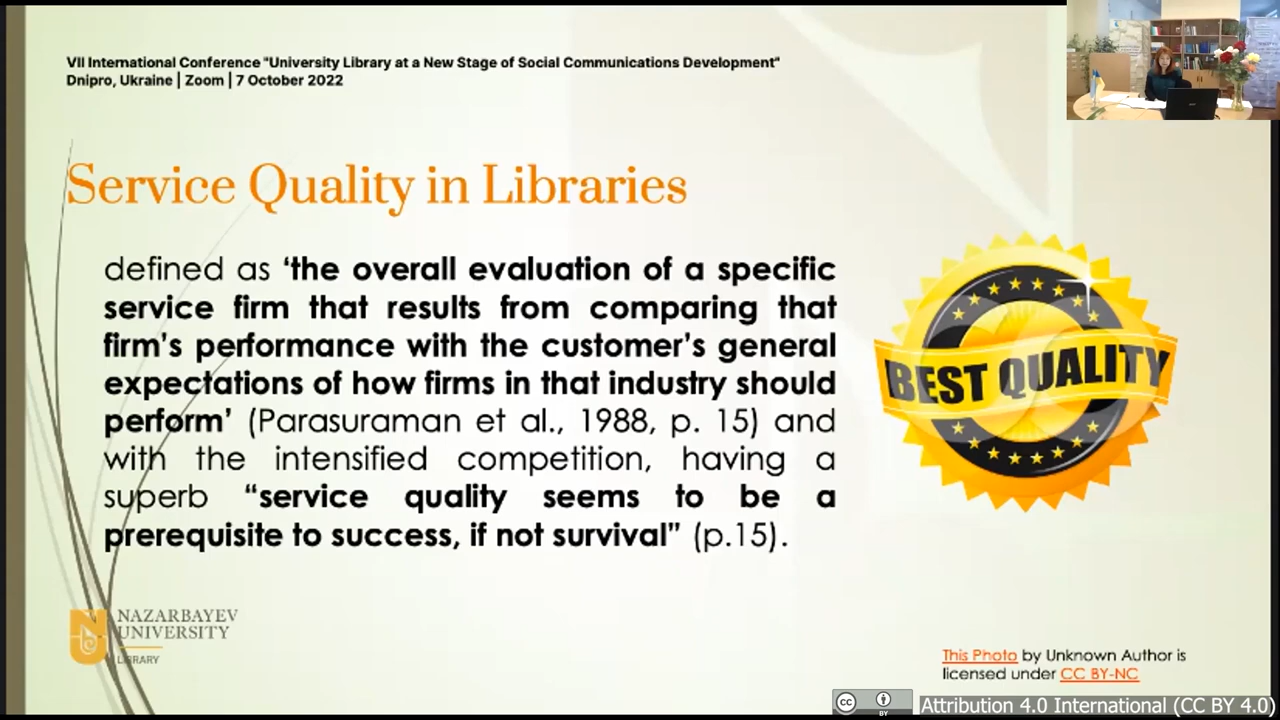 VII International Conference "University Library at a New Stage of Social Communications Development"
Dnipro, Ukraine | Zoom | 7 October 2022
Service Quality in Libraries
defined as ‘the overall evaluation of a specific
service firm that results from comparing that
firm’s performance with the customer’s general
expectations of how firms in that industry should
perform’ (Parasuraman et al., 1988, p. 15) and
with the intensified competition, having a
superb “service quality seems to be a
prerequisite to success, if not survival” (p.15).
BEST QUALITY
NAZARBAYEV
UNIVERSITY
LIBRARY
This Photo by Unknown Author is
licensed under CC BY-NC
cc
BY
Attribution 4.0 International (CC BY 4.0)